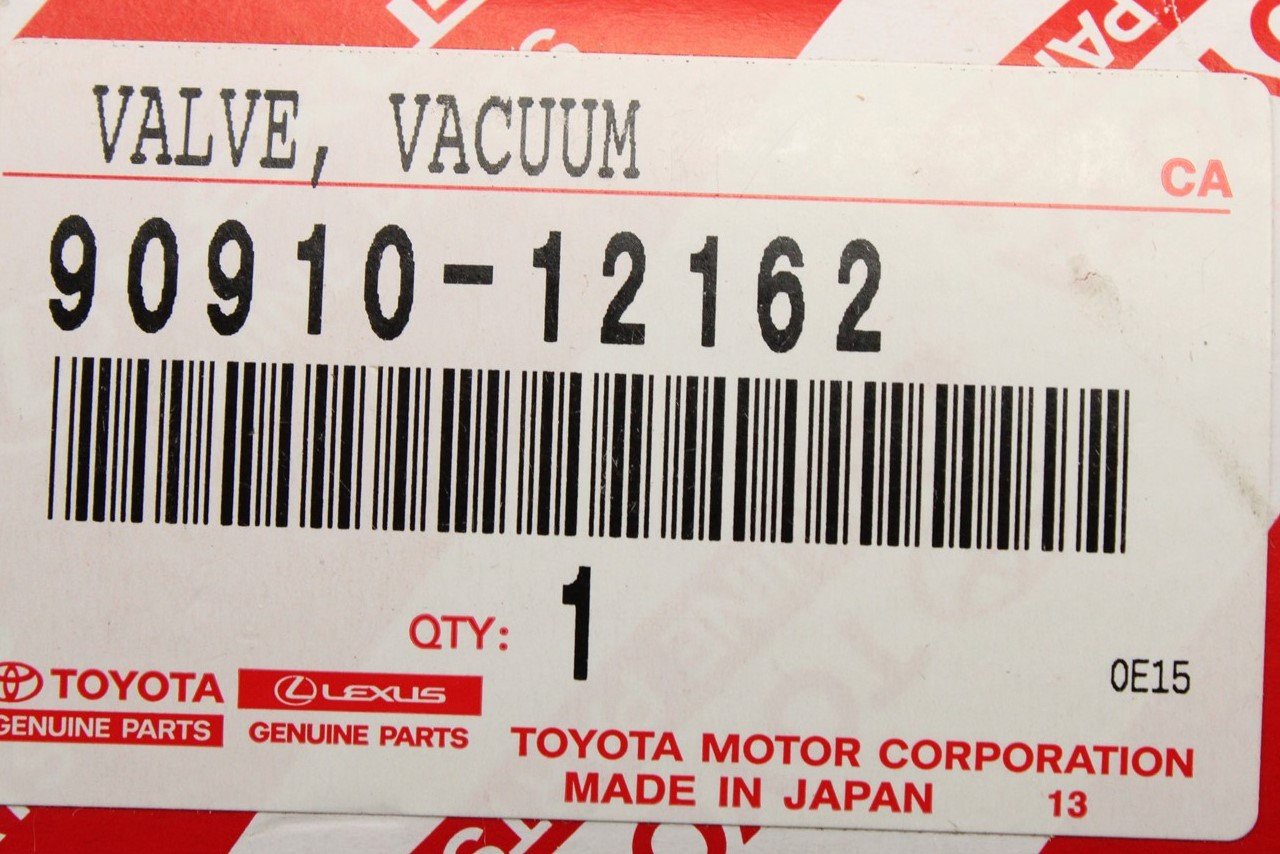 VALVE, VACUUM
CA
90910-12162
QTY: 1
0E15
TOYOTA
GENUINE PARTS
LEXUS
GENUINE PARTS
TOYOTA MOTOR CORPORATION
MADE IN JAPAN 13